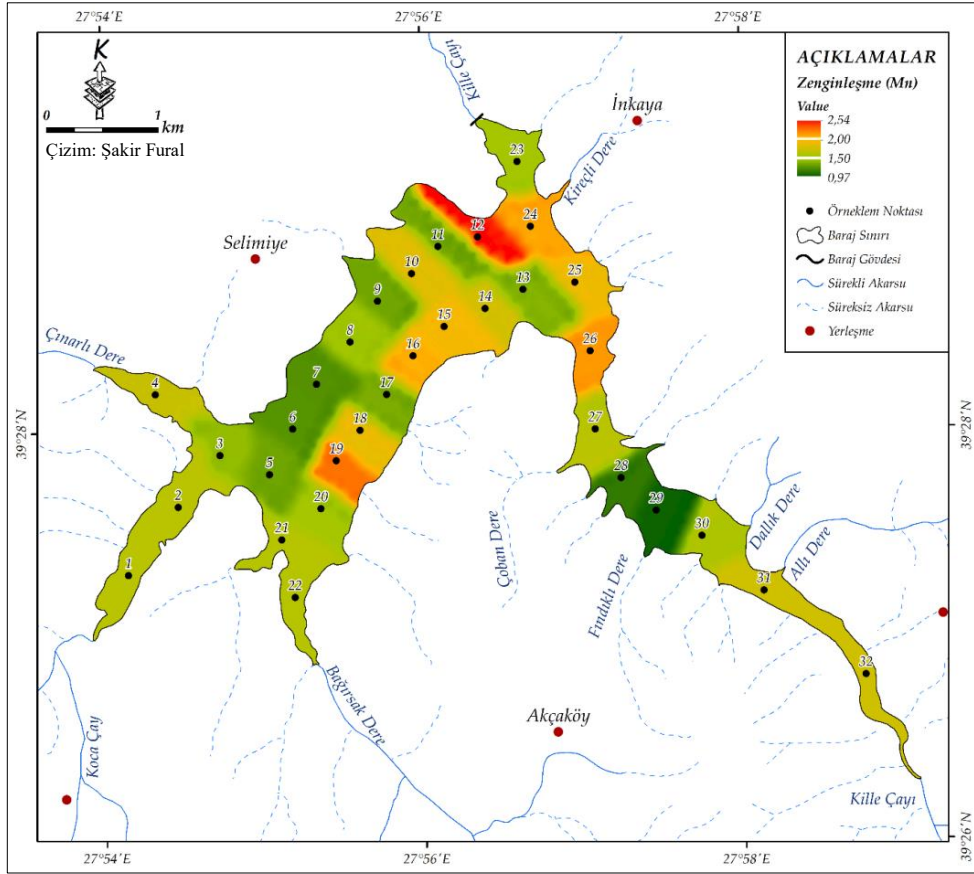 27°54´E
27°56´E
27°58´E
K
0 1
km
Çizim: Şakir Fural
Kille Çayı
İnkaya
Kireçli Dere
AÇIKLAMALAR
Zenginleşme (Mn)
Value
2,54
2,00
1,50
0,97
Örneklem Noktası
Baraj Sınırı
Baraj Gövdesi
Sürekli Akarsu
Süreksiz Akarsu
Yerleşme
23
24
12
11
Selimiye
10
25
13
9
14
15
8
26
16
Çınarlı Dere
7
4
17
39°28´N
39°28´N
6
18
27
3
19
5
28
2
20
29
30
21
Dallık Dere
Çoban Dere
Allı Dere
1
31
22
Fındıklı Dere
32
Bağırsak Dere
Akçaköy
Koca Çay
Kille Çayı
39°26´N
27°54´E
27°56´E
27°58´E